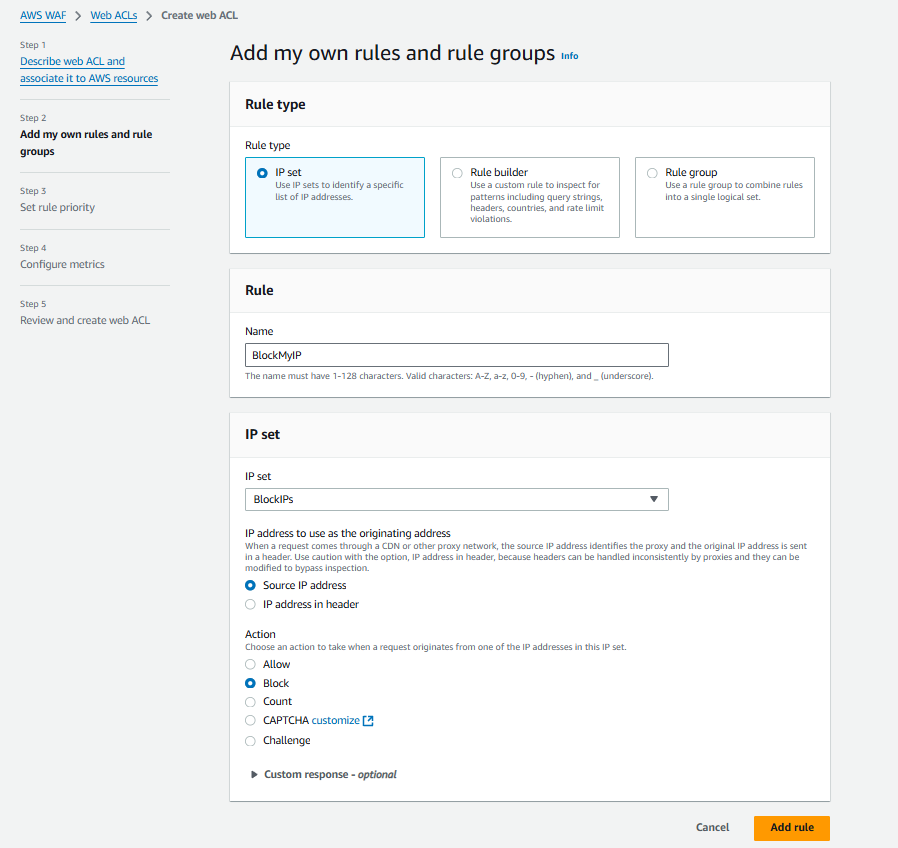 AWS WAF > Web ACLs > Create web ACL
Step 1
Describe web ACL and
associate it to AWS resources
Step 2
Add my own rules and rule
groups
Step 3
Set rule priority
Step 4
Configure metrics
Step 5
Review and create web ACL
Add my own rules and rule groups Info
Rule type
Rule type
IP set
Use IP sets to identify a specific
list of IP addresses.
Rule builder
Use a custom rule to inspect for
patterns including query strings,
headers, countries, and rate limit
violations.
Rule group
Use a rule group to combine rules
into a single logical set.
Rule
Name
BlockMyIP
The name must have 1-128 characters. Valid characters: A-Z, a-z, 0-9, - (hyphen), and _ (underscore).
IP set
IP set
BlockIPs
IP address to use as the originating address
When a request comes through a CDN or other proxy network, the source IP address identifies the proxy and the original IP address is sent
in a header. Use caution with the option, IP address in header, because headers can be handled inconsistently by proxies and they can be
modified to bypass inspection.
Source IP address
IP address in header
Action
Choose an action to take when a request originates from one of the IP addresses in this IP set.
Allow
Block
Count
CAPTCHA customize
Challenge
Custom response - optional
Cancel
Add rule